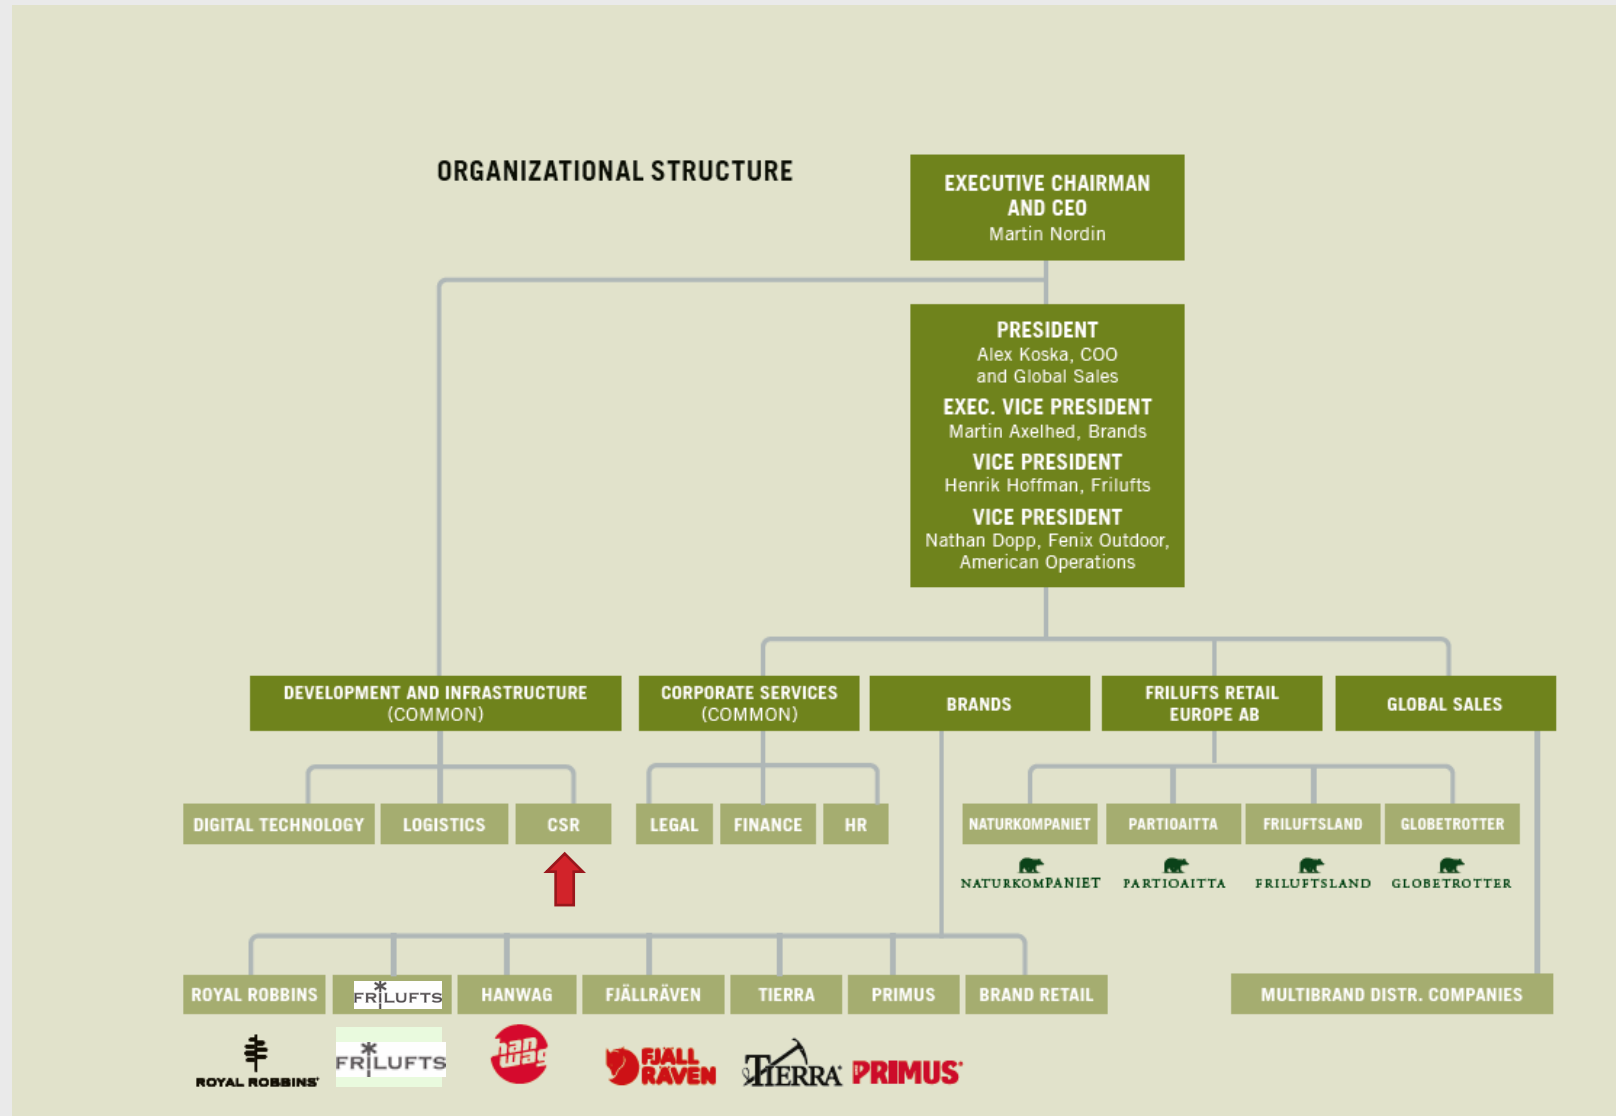 ORGANIZATIONAL STRUCTURE
EXECUTIVE CHAIRMAN
AND CEO
Martin Nordin
PRESIDENT
Alex Koska, COO
and Global Sales
EXEC. VICE PRESIDENT
Martin Axelhed, Brands
VICE PRESIDENT
Henrik Hoffman, Frilufts
VICE PRESIDENT
Nathan Dopp, Fenix Outdoor,
American Operations
DEVELOPMENT AND INFRASTRUCTURE
(COMMON)
CORPORATE SERVICES
(COMMON)
BRANDS
FRILUFTS RETAIL
EUROPE AB
GLOBAL SALES
DIGITAL TECHNOLOGY
LOGISTICS
CSR
LEGAL
FINANCE
HR
NATURKOMPANIET
PARTIOAITTA
FRILUFTSLAND
GLOBETROTTER
NATURKOMPANIET
PARTIOAITTA
FRILUFTSLAND
GLOBETROTTER
ROYAL ROBBINS
FRILUFTS
HANWAG
FJÄLLRÄVEN
TIERRA
PRIMUS
BRAND RETAIL
MULTIBRAND DISTR. COMPANIES
ROYAL ROBBINS
FRILUFTS
han
wag
FJÄLL
RÄVEN
TIERRA
PRIMUS